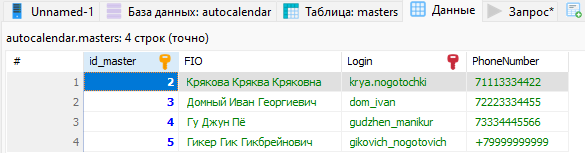 Unnamed-1 База данных: autocalendar Таблица: masters Данные Запрос*
autocalendar.masters: 4 строк (точно)
# id_master FIO Login PhoneNumber
1 2 Крякова Кряква Кряковна krya.nogotochki 71113334422
2 3 Домный Иван Георгиевич dom_ivan 72223334455
3 4 Гу Джун Пё gudzhen_manikur 73334445566
4 5 Гикер Гик Гикбрейнович gikovich_nogotovich +79999999999